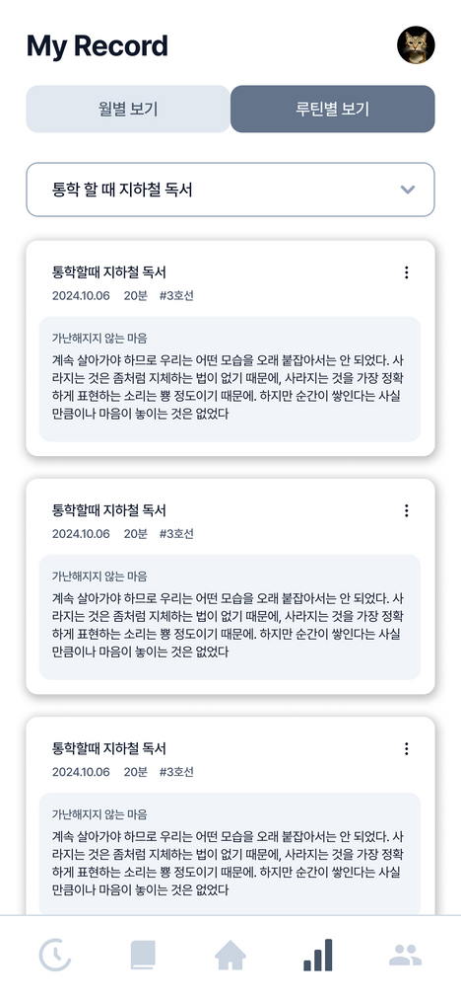 My Record
월별 보기
루틴별 보기
통학 할 때 지하철 독서
통학할때 지하철 독서
2024.10.06 20분 #3호선
가난해지지 않는 마음
계속 살아가야 하므로 우리는 어떤 모습을 오래 붙잡아서는 안 되었다. 사
라지는 것은 좀처럼 지체하는 법이 없기 때문에, 사라지는 것을 가장 정확
하게 표현하는 소리는 뿅 정도이기 때문에. 하지만 순간이 쌓인다는 사실
만큼이나 마음이 놓이는 것은 없었다
통학할때 지하철 독서
2024.10.06 20분 #3호선
가난해지지 않는 마음
계속 살아가야 하므로 우리는 어떤 모습을 오래 붙잡아서는 안 되었다. 사
라지는 것은 좀처럼 지체하는 법이 없기 때문에, 사라지는 것을 가장 정확
하게 표현하는 소리는 뿅 정도이기 때문에. 하지만 순간이 쌓인다는 사실
만큼이나 마음이 놓이는 것은 없었다
통학할때 지하철 독서
2024.10.06 20분 #3호선
가난해지지 않는 마음
계속 살아가야 하므로 우리는 어떤 모습을 오래 붙잡아서는 안 되었다. 사
라지는 것은 좀처럼 지체하는 법이 없기 때문에, 사라지는 것을 가장 정확
하게 표현하는 소리는 뿅 정도이기 때문에. 하지만 순간이 쌓인다는 사실
만큼이나 마음이 놓이는 것은 없었다